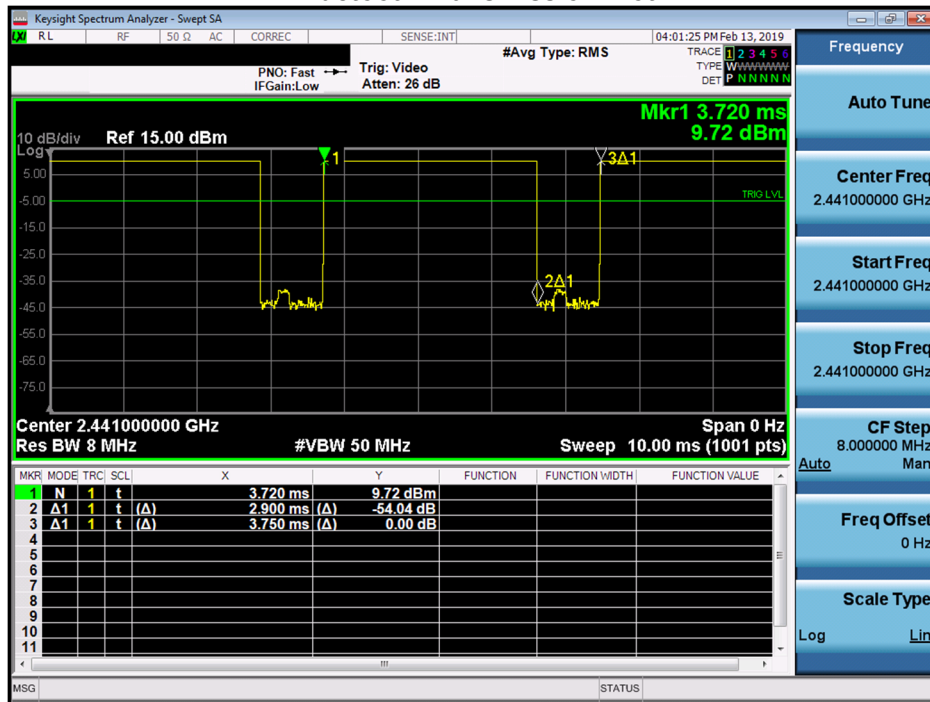 Keysight Spectrum Analyzer - Swept SA
LXI RL RF 50 Ω AC CORREC SENSE:INT 04:01:25 PM Feb 13, 2019
#Avg Type: RMS
TRACE 1 2 3 4 5 6
PNO: Fast Trig: Video TYPE WWWWWW
IFGain:Low Atten: 26 dB DET P N N N N N
Mkr1 3.720 ms
9.72 dBm
10 dB/div Ref 15.00 dBm
Log
1
3Δ1
5.00
TRIG LVL
-5.00
-15.0
-25.0
-35.0
2Δ1
-45.0
-55.0
-65.0
-75.0
Center 2.441000000 GHz Span 0 Hz
Res BW 8 MHz #VBW 50 MHz Sweep 10.00 ms (1001 pts)
MKR MODE TRC SCL X Y FUNCTION FUNCTION WIDTH FUNCTION VALUE
1 N 1 t 3.720 ms 9.72 dBm
2 Δ1 1 t (Δ) 2.900 ms (Δ) -54.04 dB
3 Δ1 1 t (Δ) 3.750 ms (Δ) 0.00 dB
4
5
6
7
8
9
10
11
MSG STATUS
Frequency
Auto Tune
Center Freq
2.441000000 GHz
Start Freq
2.441000000 GHz
Stop Freq
2.441000000 GHz
CF Step
8.000000 MHz
Auto Man
Freq Offset
0 Hz
Scale Type
Log Lin